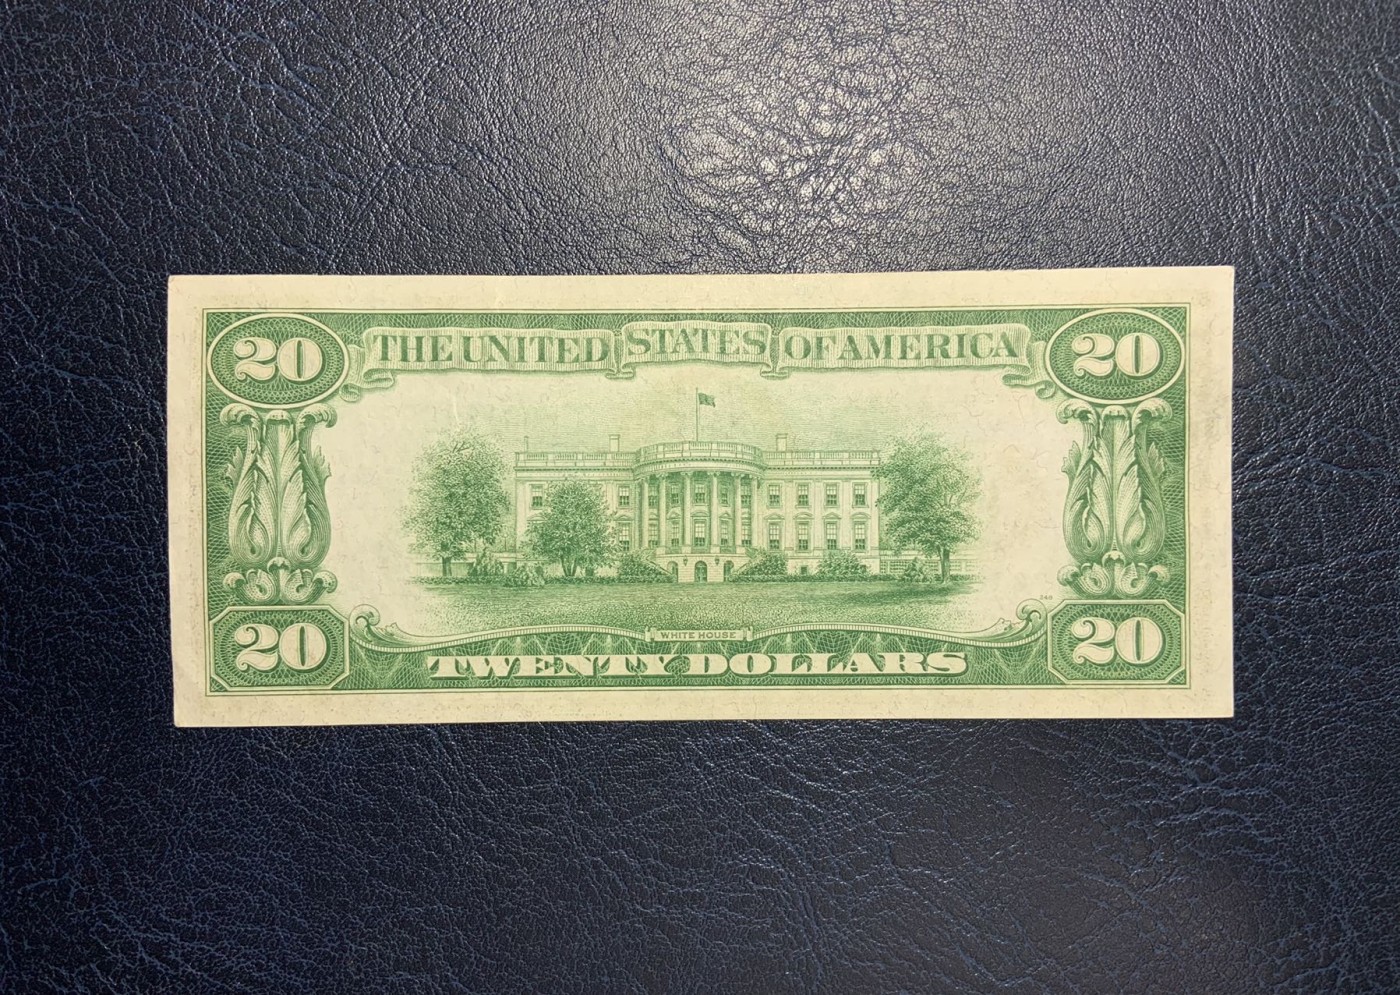 20 THE UNITED STATES OF AMERICA 20
WHITE HOUSE
20 TWENTY DOLLARS 20